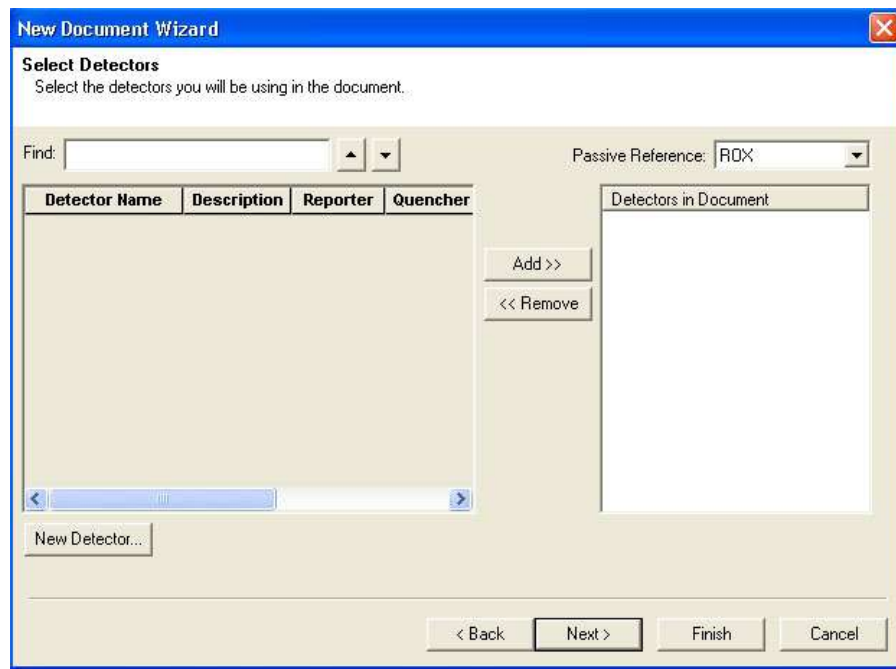 New Document Wizard
Select Detectors
Select the detectors you will be using in the document.
Find:
Passive Reference: ROX
Detector Name Description Reporter Quencher
Detectors in Document
Add >>
<< Remove
New Detector...
< Back Next > Finish Cancel